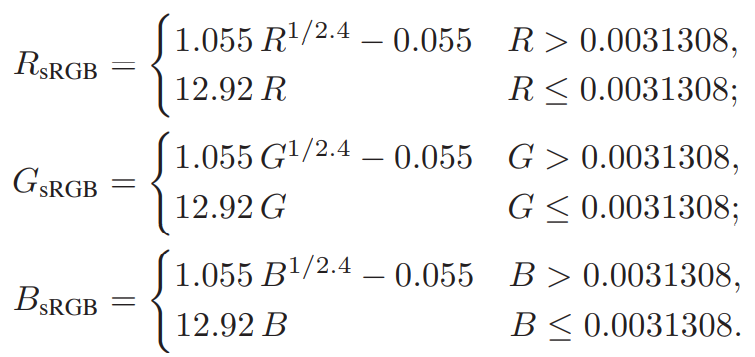 R_sRGB = { 1.055 R^{1/2.4} − 0.055   R > 0.0031308,
12.92 R   R ≤ 0.0031308;
G_sRGB = { 1.055 G^{1/2.4} − 0.055   G > 0.0031308,
12.92 G   G ≤ 0.0031308;
B_sRGB = { 1.055 B^{1/2.4} − 0.055   B > 0.0031308,
12.92 B   B ≤ 0.0031308.